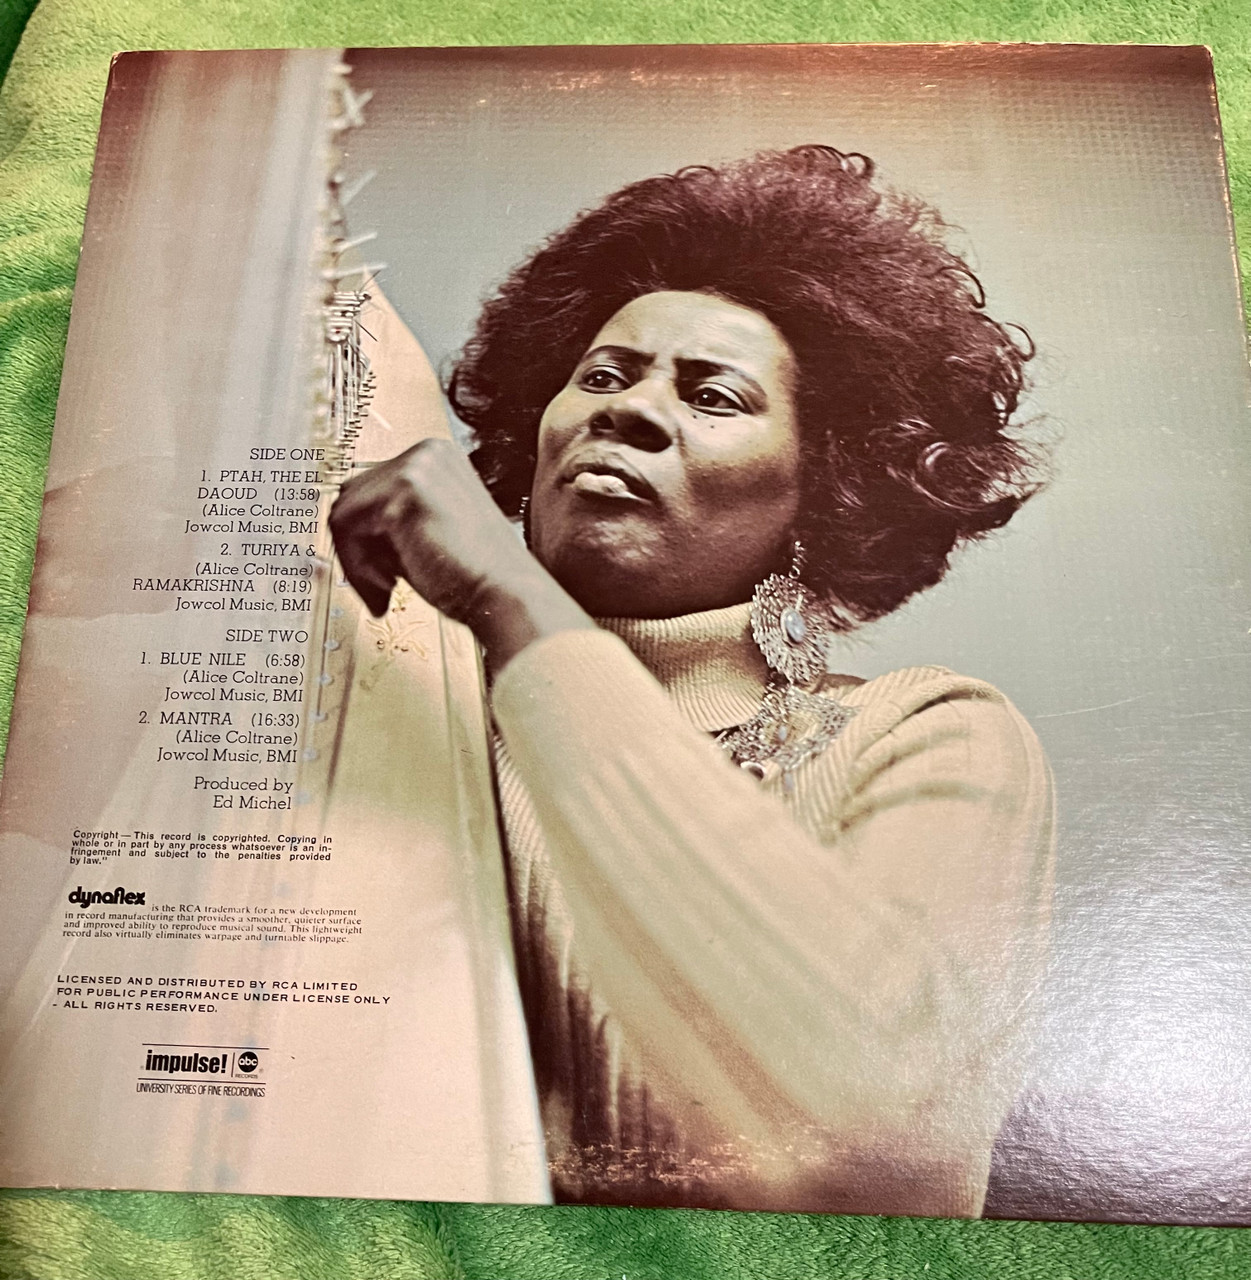 SIDE ONE
1. PTAH, THE EL
DAOUD (13:58)
(Alice Coltrane)
Jowcol Music, BMI
2. TURIYA &
(Alice Coltrane)
RAMAKRISHNA (8:19)
Jowcol Music, BMI
SIDE TWO
1. BLUE NILE (6:58)
(Alice Coltrane)
Jowcol Music, BMI
2. MANTRA (16:33)
(Alice Coltrane)
Jowcol Music, BMI
Produced by
Ed Michel
Copyright — This record is copyrighted. Copying in
whole or in part by any process whatsoever is an in-
fringement and subject to the penalties provided
by law."
dynaflex is the RCA trademark for a new development
in record manufacturing that provides a smoother, quieter surface
and improved ability to reproduce musical sound. This lightweight
record also virtually eliminates warpage and turntable slippage.
LICENSED AND DISTRIBUTED BY RCA LIMITED
FOR PUBLIC PERFORMANCE UNDER LICENSE ONLY
- ALL RIGHTS RESERVED.
impulse! abc
RECORDS
UNIVERSITY SERIES OF FINE RECORDINGS